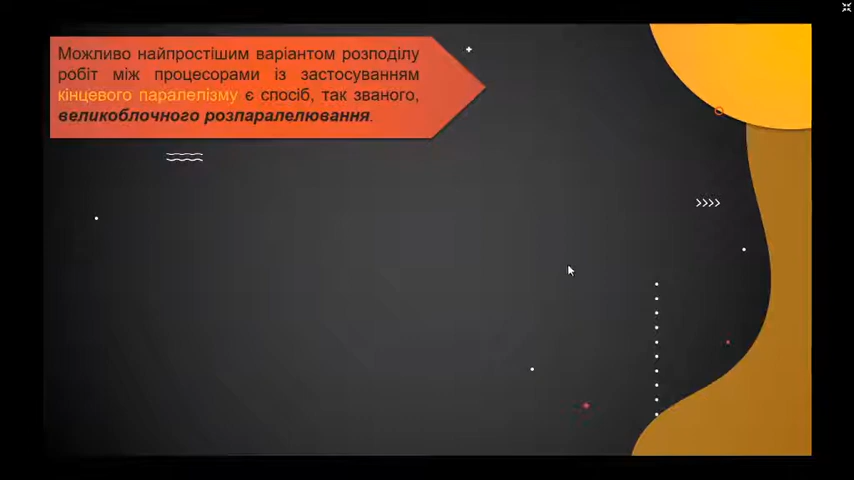 Можливо найпростішим варіантом розподілу
робіт між процесорами із застосуванням
кінцевого паралелізму є спосіб, так званого,
великоблочного розпаралелювання.